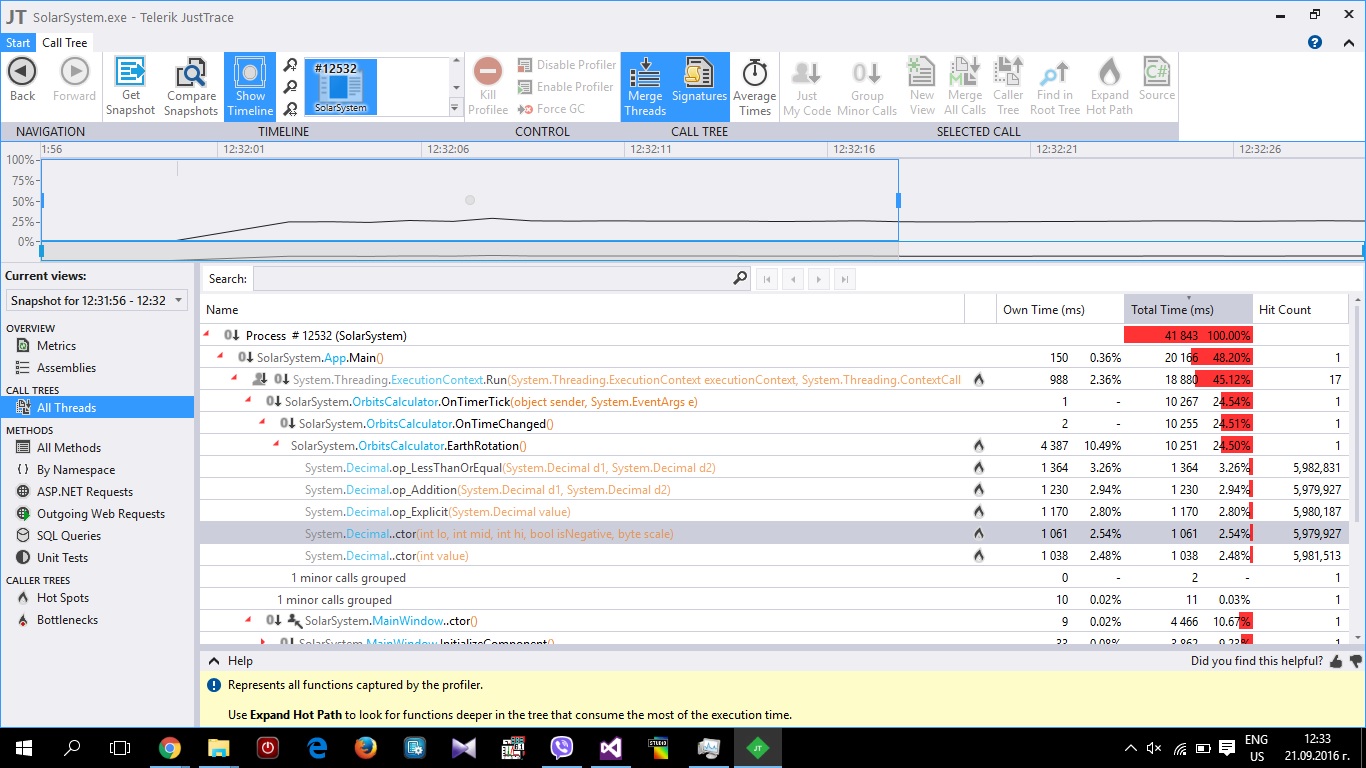 JT SolarSystem.exe - Telerik JustTrace
Start Call Tree
#12532
SolarSystem
Back Forward Get Snapshot Compare Snapshots Show Timeline
Disable Profiler
Enable Profiler
Force GC
Kill Profilee
Merge Threads Signatures Average Times Just My Code Group Minor Calls New View Merge All Calls Caller Tree Find in Root Tree Expand Hot Path Source
C#
NAVIGATION TIMELINE CONTROL CALL TREE SELECTED CALL
1:56 12:32:01 12:32:06 12:32:11 12:32:16 12:32:21 12:32:26
100%
75%
50%
25%
0%
Current views:
Snapshot for 12:31:56 - 12:32
OVERVIEW
Metrics
Assemblies
CALL TREES
All Threads
METHODS
All Methods
By Namespace
ASP.NET Requests
Outgoing Web Requests
SQL Queries
Unit Tests
CALLER TREES
Hot Spots
Bottlenecks
Search:
Name Own Time (ms) Total Time (ms) Hit Count
Process # 12532 (SolarSystem) 41 843 100.00%
SolarSystem.App.Main() 150 0.36% 20 166 48.20% 1
System.Threading.ExecutionContext.Run(System.Threading.ExecutionContext executionContext, System.Threading.ContextCall 988 2.36% 18 880 45.12% 17
SolarSystem.OrbitsCalculator.OnTimerTick(object sender, System.EventArgs e) 1 - 10 267 24.54% 1
SolarSystem.OrbitsCalculator.OnTimeChanged() 2 - 10 255 24.51% 1
SolarSystem.OrbitsCalculator.EarthRotation() 4 387 10.49% 10 251 24.50% 1
System.Decimal.op_LessThanOrEqual(System.Decimal d1, System.Decimal d2) 1 364 3.26% 1 364 3.26% 5,982,831
System.Decimal.op_Addition(System.Decimal d1, System.Decimal d2) 1 230 2.94% 1 230 2.94% 5,979,927
System.Decimal.op_Explicit(System.Decimal value) 1 170 2.80% 1 170 2.80% 5,980,187
System.Decimal..ctor(int lo, int mid, int hi, bool isNegative, byte scale) 1 061 2.54% 1 061 2.54% 5,979,927
System.Decimal..ctor(int value) 1 038 2.48% 1 038 2.48% 5,981,513
1 minor calls grouped 0 - 2 - 1
1 minor calls grouped 10 0.02% 11 0.03% 1
SolarSystem.MainWindow..ctor() 9 0.02% 4 466 10.67% 1
SolarSystem.MainWindow.InitializeComponent() 33 0.08% 3 862 9.23% 1
Help Did you find this helpful?
Represents all functions captured by the profiler.
Use Expand Hot Path to look for functions deeper in the tree that consume the most of the execution time.
STUDIO
JT
ENG
US
12:33
21.09.2016 г.